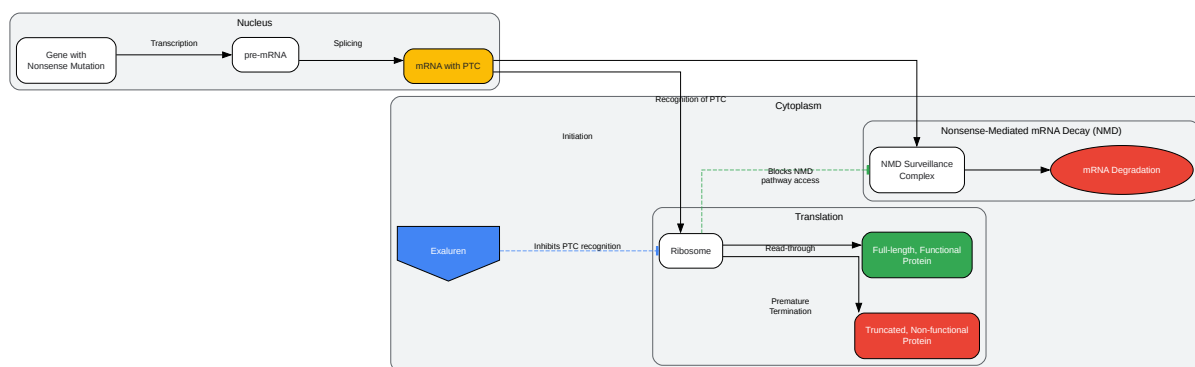 Nucleus
Gene with
Nonsense Mutation
Transcription
pre-mRNA
Splicing
mRNA with PTC
Recognition of PTC
Cytoplasm
Initiation
Nonsense-Mediated mRNA Decay (NMD)
NMD Surveillance
Complex
mRNA Degradation
Blocks NMD
pathway access
Translation
Exaluren
Inhibits PTC recognition
Ribosome
Read-through
Full-length, Functional
Protein
Premature
Termination
Truncated, Non-functional
Protein